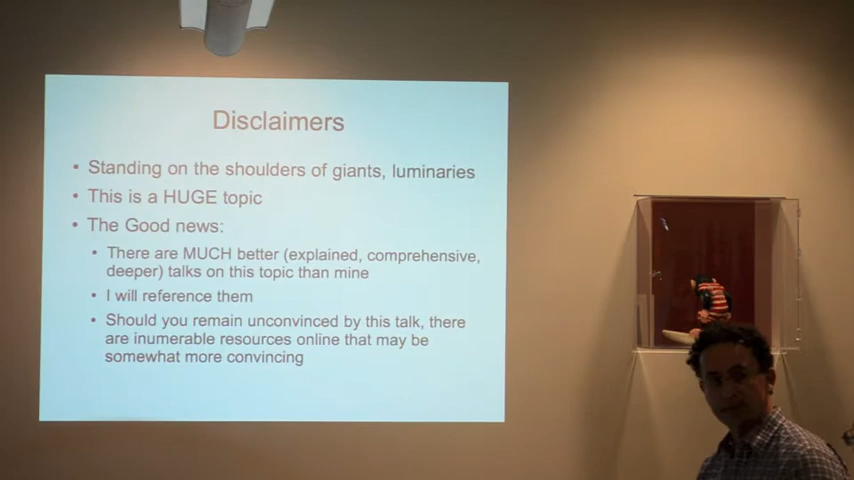 Disclaimers
• Standing on the shoulders of giants, luminaries
• This is a HUGE topic
• The Good news:
• There are MUCH better (explained, comprehensive,
deeper) talks on this topic than mine
• I will reference them
• Should you remain unconvinced by this talk, there
are inumerable resources online that may be
somewhat more convincing